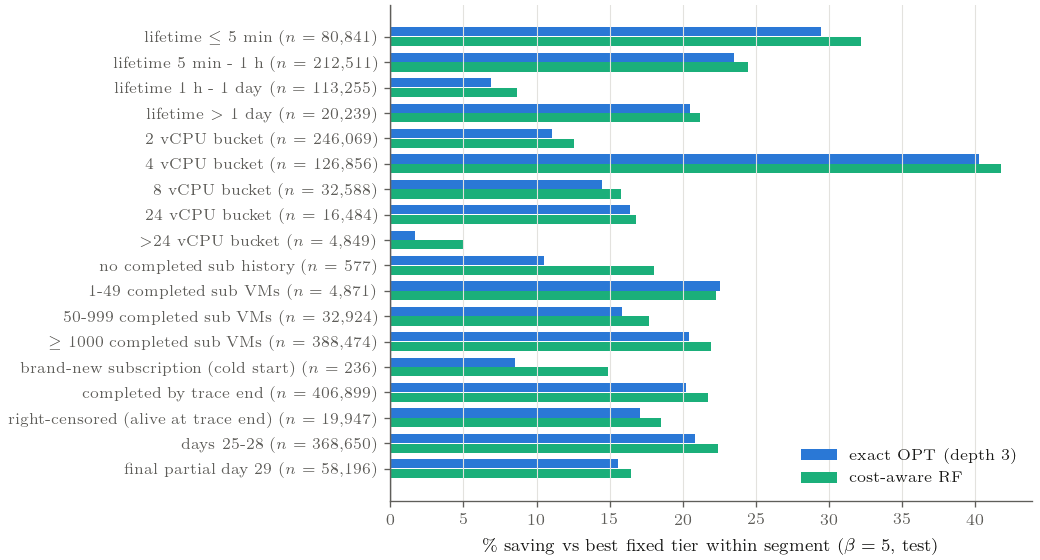 lifetime ≤ 5 min (n = 80,841)
lifetime 5 min - 1 h (n = 212,511)
lifetime 1 h - 1 day (n = 113,255)
lifetime > 1 day (n = 20,239)
2 vCPU bucket (n = 246,069)
4 vCPU bucket (n = 126,856)
8 vCPU bucket (n = 32,588)
24 vCPU bucket (n = 16,484)
>24 vCPU bucket (n = 4,849)
no completed sub history (n = 577)
1-49 completed sub VMs (n = 4,871)
50-999 completed sub VMs (n = 32,924)
≥ 1000 completed sub VMs (n = 388,474)
brand-new subscription (cold start) (n = 236)
completed by trace end (n = 406,899)
right-censored (alive at trace end) (n = 19,947)
days 25-28 (n = 368,650)
final partial day 29 (n = 58,196)
exact OPT (depth 3)
cost-aware RF
0 5 10 15 20 25 30 35 40
% saving vs best fixed tier within segment (β = 5, test)